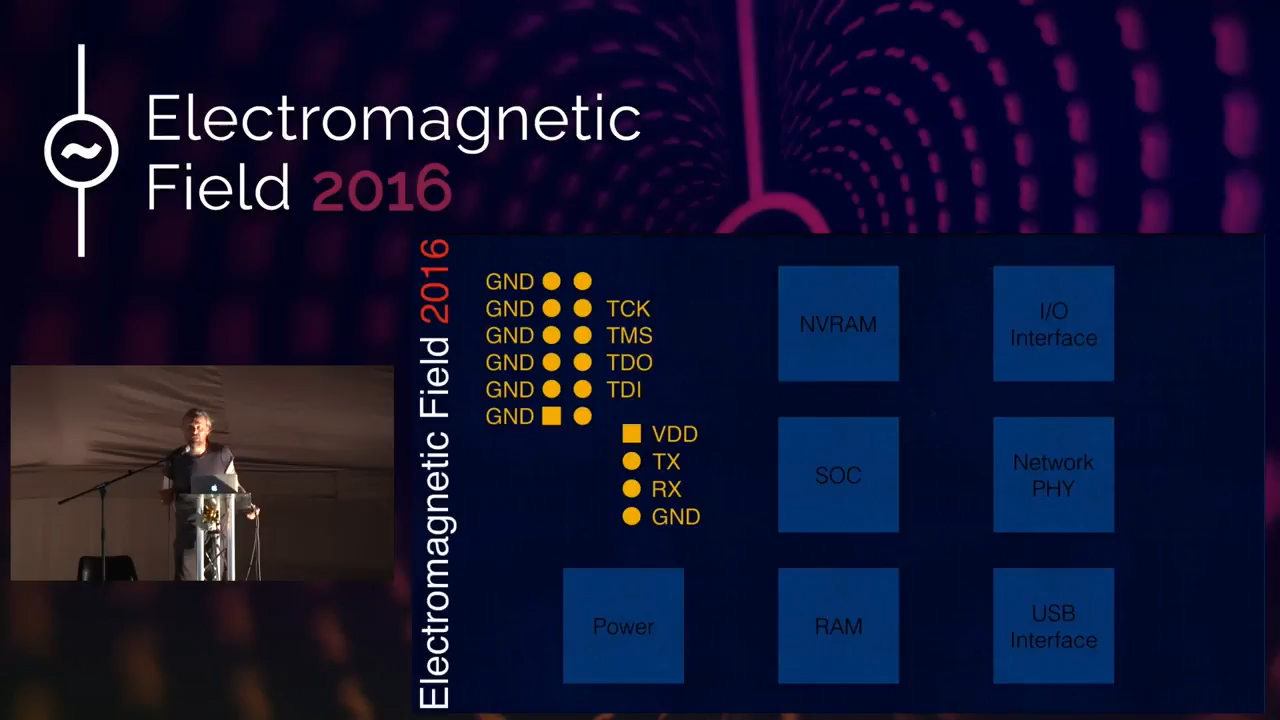 Electromagnetic
Field 2016
Electromagnetic Field 2016
GND
GND TCK
GND TMS
GND TDO
GND TDI
GND
VDD
TX
RX
GND
NVRAM
I/O
Interface
SOC
Network
PHY
Power
RAM
USB
Interface